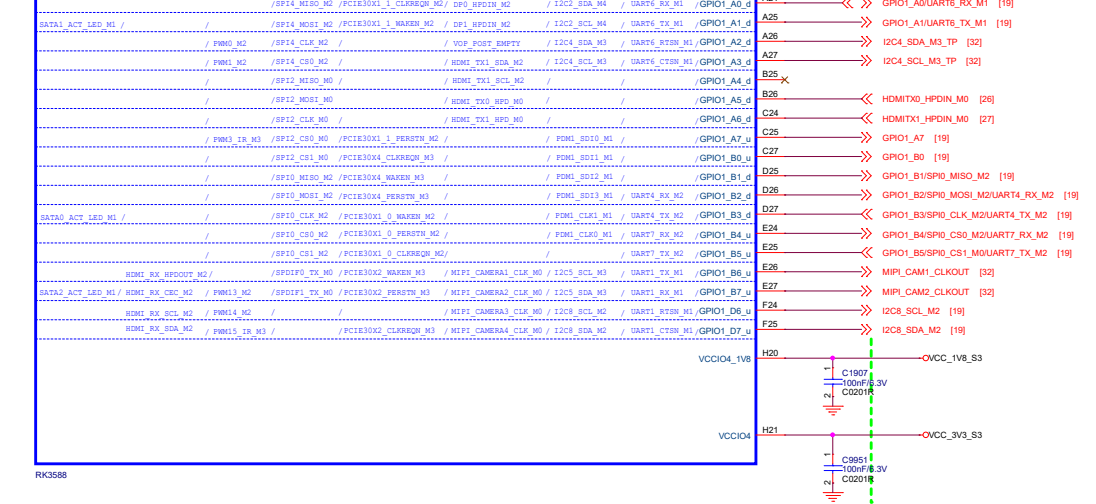 /SPI4_MISO_M2 /PCIE30X1_1_CLKREQN_M2/ DP0_HPDIN_M2 / I2C2_SDA_M4 / UART6_RX_M1 /GPIO1_A0_d GPIO1_A0/UART6_RX_M1 [19]
SATA1_ACT_LED_M1 / /SPI4_MOSI_M2 /PCIE30X1_1_WAKEN_M2 / DP1_HPDIN_M2 / I2C2_SCL_M4 / UART6_TX_M1 /GPIO1_A1_d A25 GPIO1_A1/UART6_TX_M1 [19]
/ PWM0_M2 /SPI4_CLK_M2 / / VOP_POST_EMPTY / I2C4_SDA_M3 / UART6_RTSN_M1/GPIO1_A2_d A26 I2C4_SDA_M3_TP [32]
/ PWM1_M2 /SPI4_CS0_M2 / /HDMI_TX1_SDA_M2 / I2C4_SCL_M3 / UART6_CTSN_M1/GPIO1_A3_d A27 I2C4_SCL_M3_TP [32]
/ /SPI2_MISO_M0 / /HDMI_TX1_SCL_M2 / /GPIO1_A4_d B25
/ /SPI2_MOSI_M0 /HDMI_TX0_HPD_M0 / /GPIO1_A5_d B26 HDMITX0_HPDIN_M0 [26]
/ /SPI2_CLK_M0 / /HDMI_TX1_HPD_M0 / /GPIO1_A6_d C24 HDMITX1_HPDIN_M0 [27]
/ PWM3_IR_M3 /SPI2_CS0_M0 /PCIE30X1_1_PERSTN_M2 / / PDM1_SDI0_M1 / /GPIO1_A7_u C25 GPIO1_A7 [19]
/ /SPI2_CS1_M0 /PCIE30X4_CLKREQN_M3 / / PDM1_SDI1_M1 / /GPIO1_B0_u C27 GPIO1_B0 [19]
/ /SPI0_MISO_M2 /PCIE30X4_WAKEN_M3 / / PDM1_SDI2_M1 / /GPIO1_B1_d D25 GPIO1_B1/SPI0_MISO_M2 [19]
/ /SPI0_MOSI_M2 /PCIE30X4_PERSTN_M3 / / PDM1_SDI3_M1 / UART4_RX_M2 /GPIO1_B2_d D26 GPIO1_B2/SPI0_MOSI_M2/UART4_RX_M2 [19]
SATA0_ACT_LED_M1 / / /SPI0_CLK_M2 /PCIE30X1_0_WAKEN_M2 / / PDM1_CLK1_M1 / UART4_TX_M2 /GPIO1_B3_d D27 GPIO1_B3/SPI0_CLK_M2/UART4_TX_M2 [19]
/ /SPI0_CS0_M2 /PCIE30X1_0_PERSTN_M2 / / PDM1_CLK0_M1 / UART7_RX_M2 /GPIO1_B4_u E24 GPIO1_B4/SPI0_CS0_M2/UART7_RX_M2 [19]
/ /SPI0_CS1_M2 /PCIE30X1_0_CLKREQN_M2/ / UART7_TX_M2 /GPIO1_B5_u E25 GPIO1_B5/SPI0_CS1_M0/UART7_TX_M2 [19]
HDMI_RX_HPDOUT_M2/ /SPDIF0_TX_M0 /PCIE30X2_WAKEN_M3 / MIPI_CAMERA1_CLK_M0 / I2C5_SCL_M3 / UART1_TX_M1 /GPIO1_B6_u E26 MIPI_CAM1_CLKOUT [32]
SATA2_ACT_LED_M1/ HDMI_RX_CEC_M2 / PWM13_M2 /SPDIF1_TX_M0 /PCIE30X2_PERSTN_M3 / MIPI_CAMERA2_CLK_M0 / I2C5_SDA_M3 / UART1_RX_M1 /GPIO1_B7_u E27 MIPI_CAM2_CLKOUT [32]
HDMI_RX_SCL_M2 / PWM14_M2 / / / MIPI_CAMERA3_CLK_M0 / I2C8_SCL_M2 / UART1_RTSN_M1/GPIO1_D6_u F24 I2C8_SCL_M2 [19]
HDMI_RX_SDA_M2 / PWM15_IR_M3 / /PCIE30X2_CLKREQN_M3 / MIPI_CAMERA4_CLK_M0 / I2C8_SDA_M2 / UART1_CTSN_M1/GPIO1_D7_u F25 I2C8_SDA_M2 [19]
VCCIO4_1V8 H20 VCC_1V8_S3
1
C1907
100nF/6.3V
C0201R
2
VCCIO4 H21 VCC_3V3_S3
1
C9951
100nF/6.3V
C0201R
2
RK3588